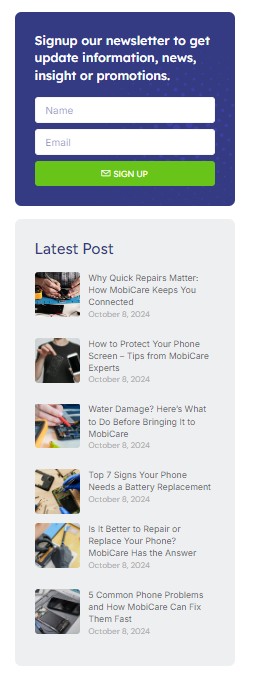 Signup our newsletter to get
update information, news,
insight or promotions.
Name
Email
SIGN UP
Latest Post
Why Quick Repairs Matter:
How MobiCare Keeps You
Connected
October 8, 2024
How to Protect Your Phone
Screen – Tips from MobiCare
Experts
October 8, 2024
Water Damage? Here's What
to Do Before Bringing It to
MobiCare
October 8, 2024
Top 7 Signs Your Phone
Needs a Battery Replacement
October 8, 2024
Is It Better to Repair or
Replace Your Phone?
MobiCare Has the Answer
October 8, 2024
5 Common Phone Problems
and How MobiCare Can Fix
Them Fast
October 8, 2024